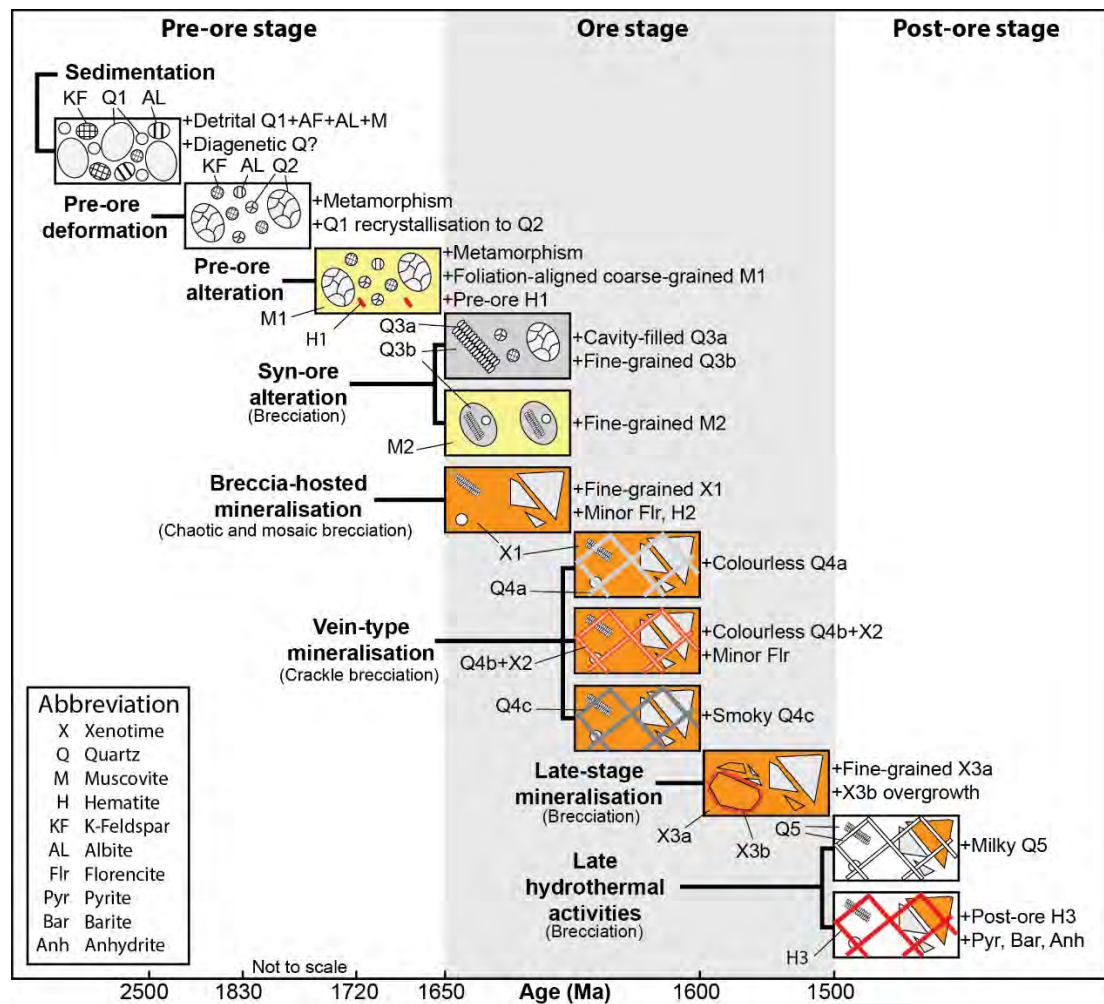 Pre-ore stage
Ore stage
Post-ore stage
Sedimentation
KF Q1 AL
+Detrital Q1+AF+AL+M
+Diagenetic Q?
KF AL Q2
Pre-ore
deformation
+Metamorphism
+Q1 recrystallisation to Q2
Pre-ore
alteration
+Metamorphism
+Foliation-aligned coarse-grained M1
+Pre-ore H1
M1
H1
Q3a
Q3b
+Cavity-filled Q3a
+Fine-grained Q3b
Syn-ore
alteration
(Brecciation)
M2
+Fine-grained M2
Breccia-hosted
mineralisation
(Chaotic and mosaic brecciation)
+Fine-grained X1
+Minor Flr, H2
X1
Q4a
+Colourless Q4a
Vein-type
mineralisation
(Crackle brecciation)
Q4b+X2
+Colourless Q4b+X2
+Minor Flr
Q4c
+Smoky Q4c
Late-stage
mineralisation
(Brecciation)
+Fine-grained X3a
+X3b overgrowth
X3a
X3b
Q5
+Milky Q5
Late
hydrothermal
activities
(Brecciation)
H3
+Post-ore H3
+Pyr, Bar, Anh
Abbreviation
X Xenotime
Q Quartz
M Muscovite
H Hematite
KF K-Feldspar
AL Albite
Flr Florencite
Pyr Pyrite
Bar Barite
Anh Anhydrite
Not to scale
2500 1830 1720 1650 Age (Ma) 1600 1500